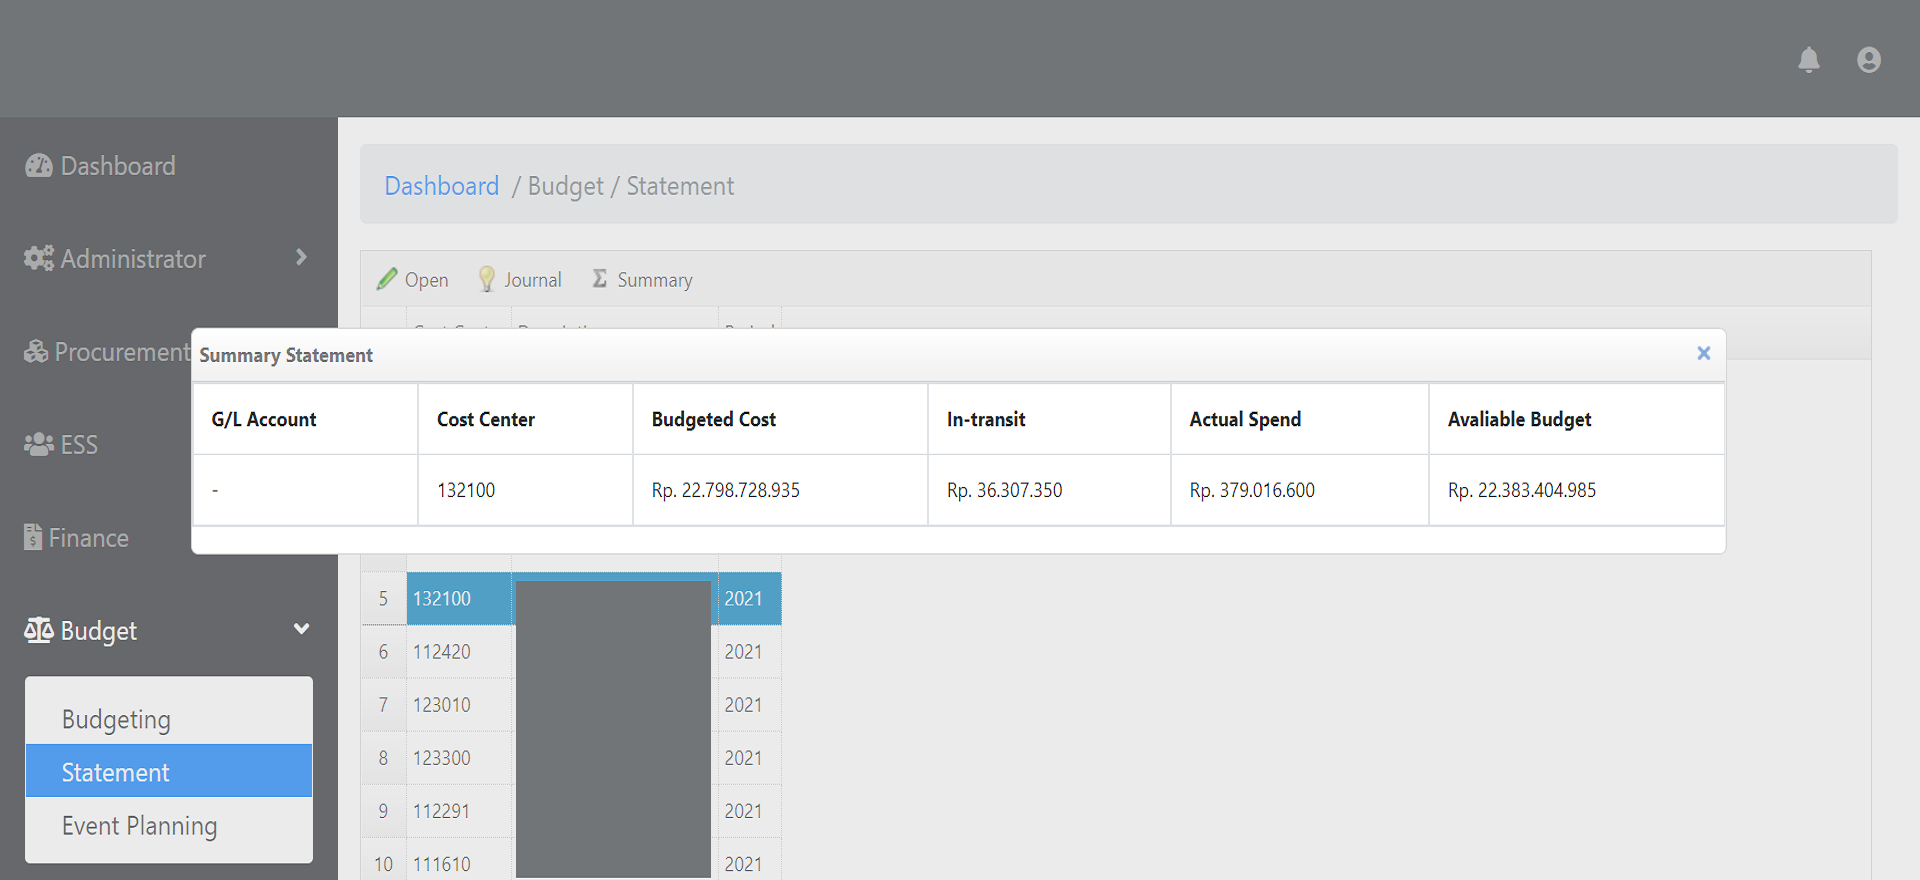 Dashboard
Administrator
Procurement
ESS
Finance
Budget
Budgeting
Statement
Event Planning
Dashboard / Budget / Statement
Open Journal Summary
Summary Statement
G/L Account Cost Center Budgeted Cost In-transit Actual Spend Avaliable Budget
- 132100 Rp. 22.798.728.935 Rp. 36.307.350 Rp. 379.016.600 Rp. 22.383.404.985
5 132100 2021
6 112420 2021
7 123010 2021
8 123300 2021
9 112291 2021
10 111610 2021